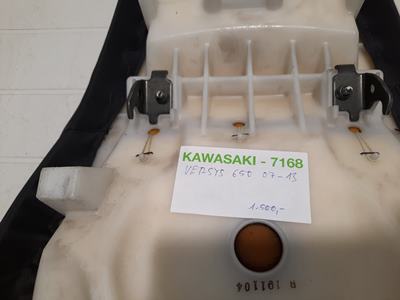 KAWASAKI - 7168
VERSYS 650 07-13
1.500,-
R 191104